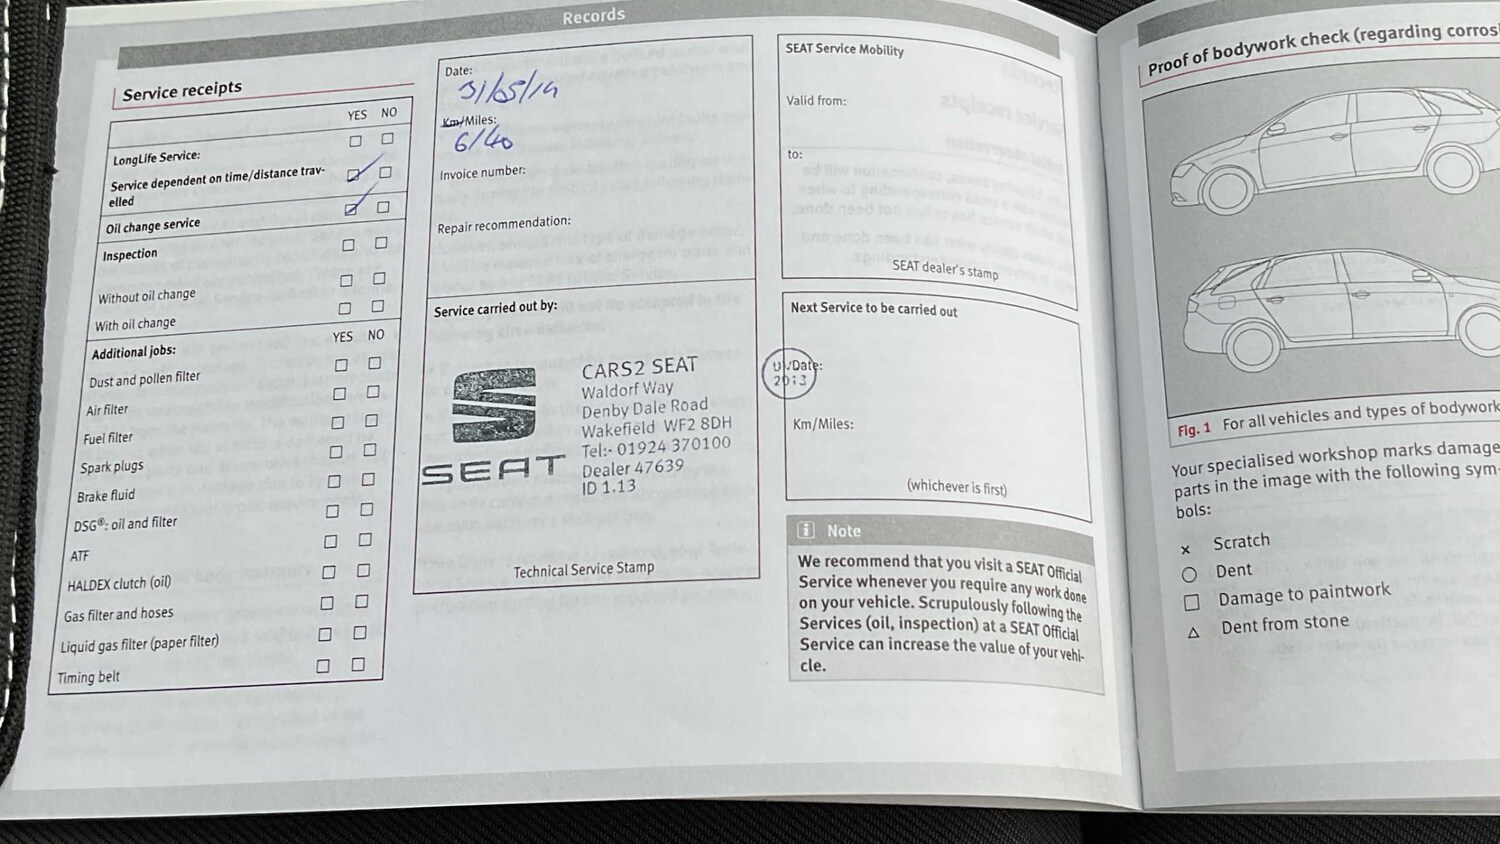 Records
Service receipts
YES NO
LongLife Service:
Service dependent on time/distance trav-
elled
Oil change service
Inspection
Without oil change
With oil change
YES NO
Additional jobs:
Dust and pollen filter
Air filter
Fuel filter
Spark plugs
Brake fluid
DSG®: oil and filter
ATF
HALDEX clutch (oil)
Gas filter and hoses
Liquid gas filter (paper filter)
Timing belt
Date:
31/05/14
Km/Miles:
6140
Invoice number:
Repair recommendation:
Service carried out by:
SEAT
CARS2 SEAT
Waldorf Way
Denby Dale Road
Wakefield WF2 8DH
Tel:- 01924 370100
Dealer 47639
ID 1.13
Technical Service Stamp
SEAT Service Mobility
Valid from:
to:
SEAT dealer's stamp
Next Service to be carried out
Date:
2013
Km/Miles:
(whichever is first)
i Note
We recommend that you visit a SEAT Official
Service whenever you require any work done
on your vehicle. Scrupulously following the
Services (oil, inspection) at a SEAT Official
Service can increase the value of your vehi-
cle.
Proof of bodywork check (regarding corrosi
Fig. 1 For all vehicles and types of bodywork
Your specialised workshop marks damage
parts in the image with the following sym-
bols:
x Scratch
○ Dent
□ Damage to paintwork
△ Dent from stone